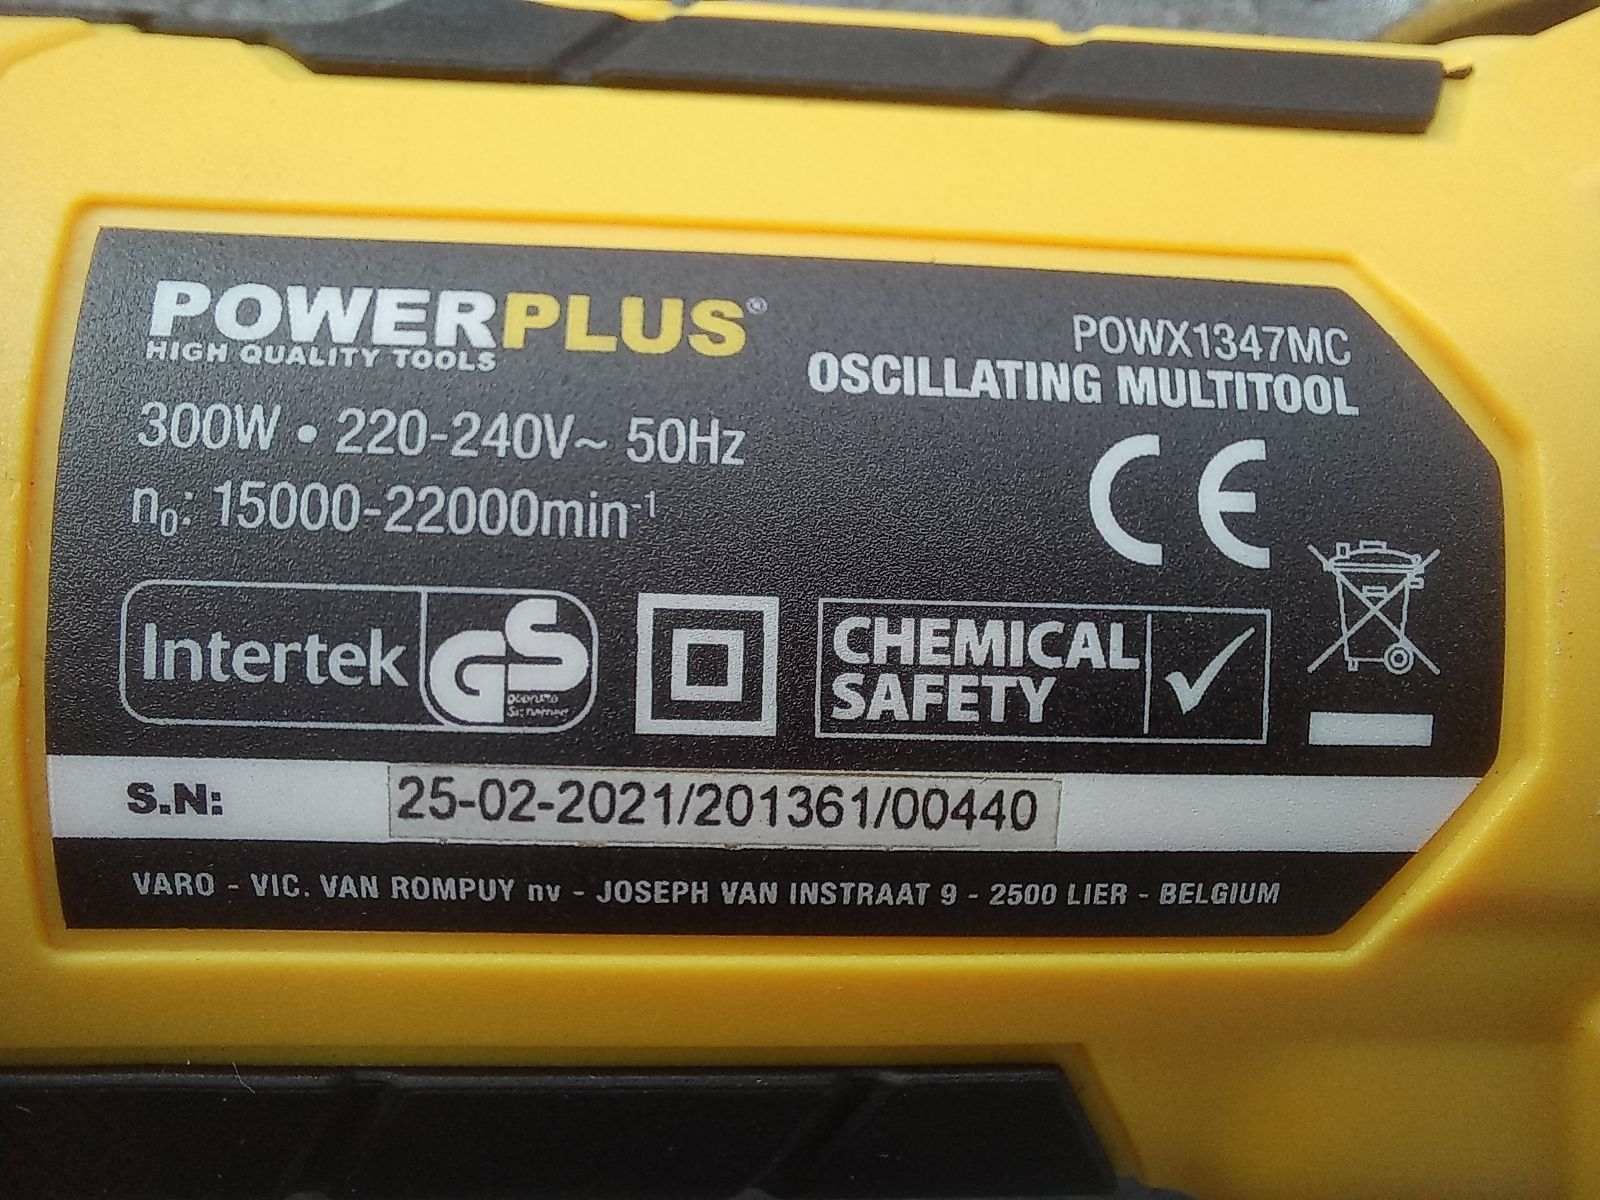 POWERPLUS®
HIGH QUALITY TOOLS
POWX1347MC
OSCILLATING MULTITOOL
300W • 220-240V~ 50Hz
n₀: 15000-22000min⁻¹
CE
Intertek GS
CHEMICAL
SAFETY
S.N: 25-02-2021/201361/00440
VARO - VIC. VAN ROMPUY nv - JOSEPH VAN INSTRAAT 9 - 2500 LIER - BELGIUM